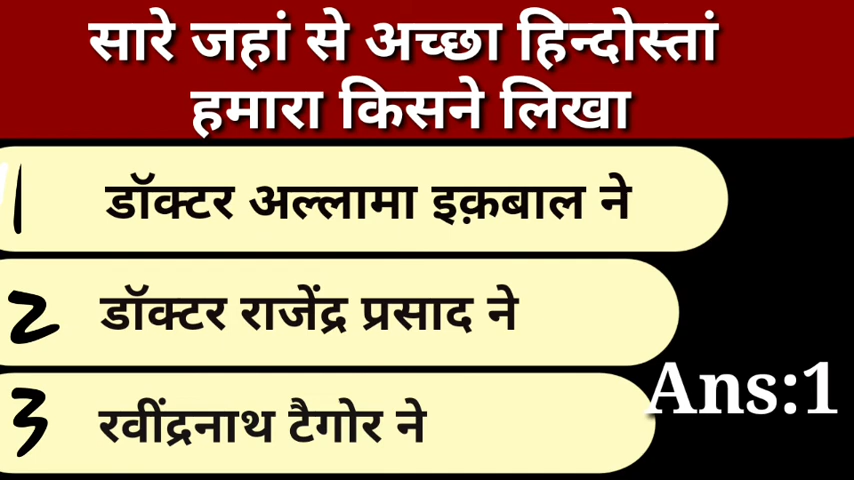 सारे जहां से अच्छा हिन्दोस्तां
हमारा किसने लिखा
1 डॉक्टर अल्लामा इक़बाल ने
2 डॉक्टर राजेंद्र प्रसाद ने
3 रवींद्रनाथ टैगोर ने
Ans:1